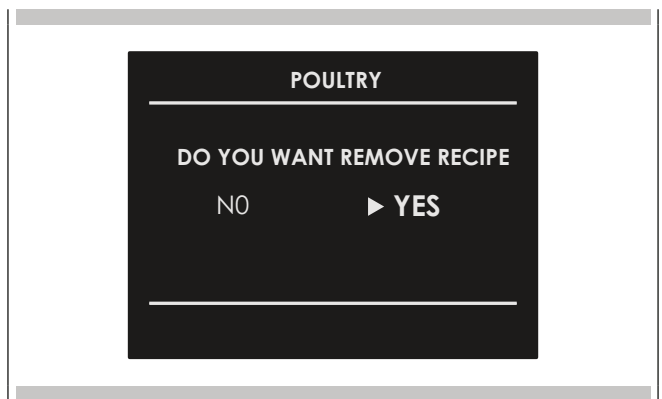 POULTRY
DO YOU WANT REMOVE RECIPE
N0 ▶ YES